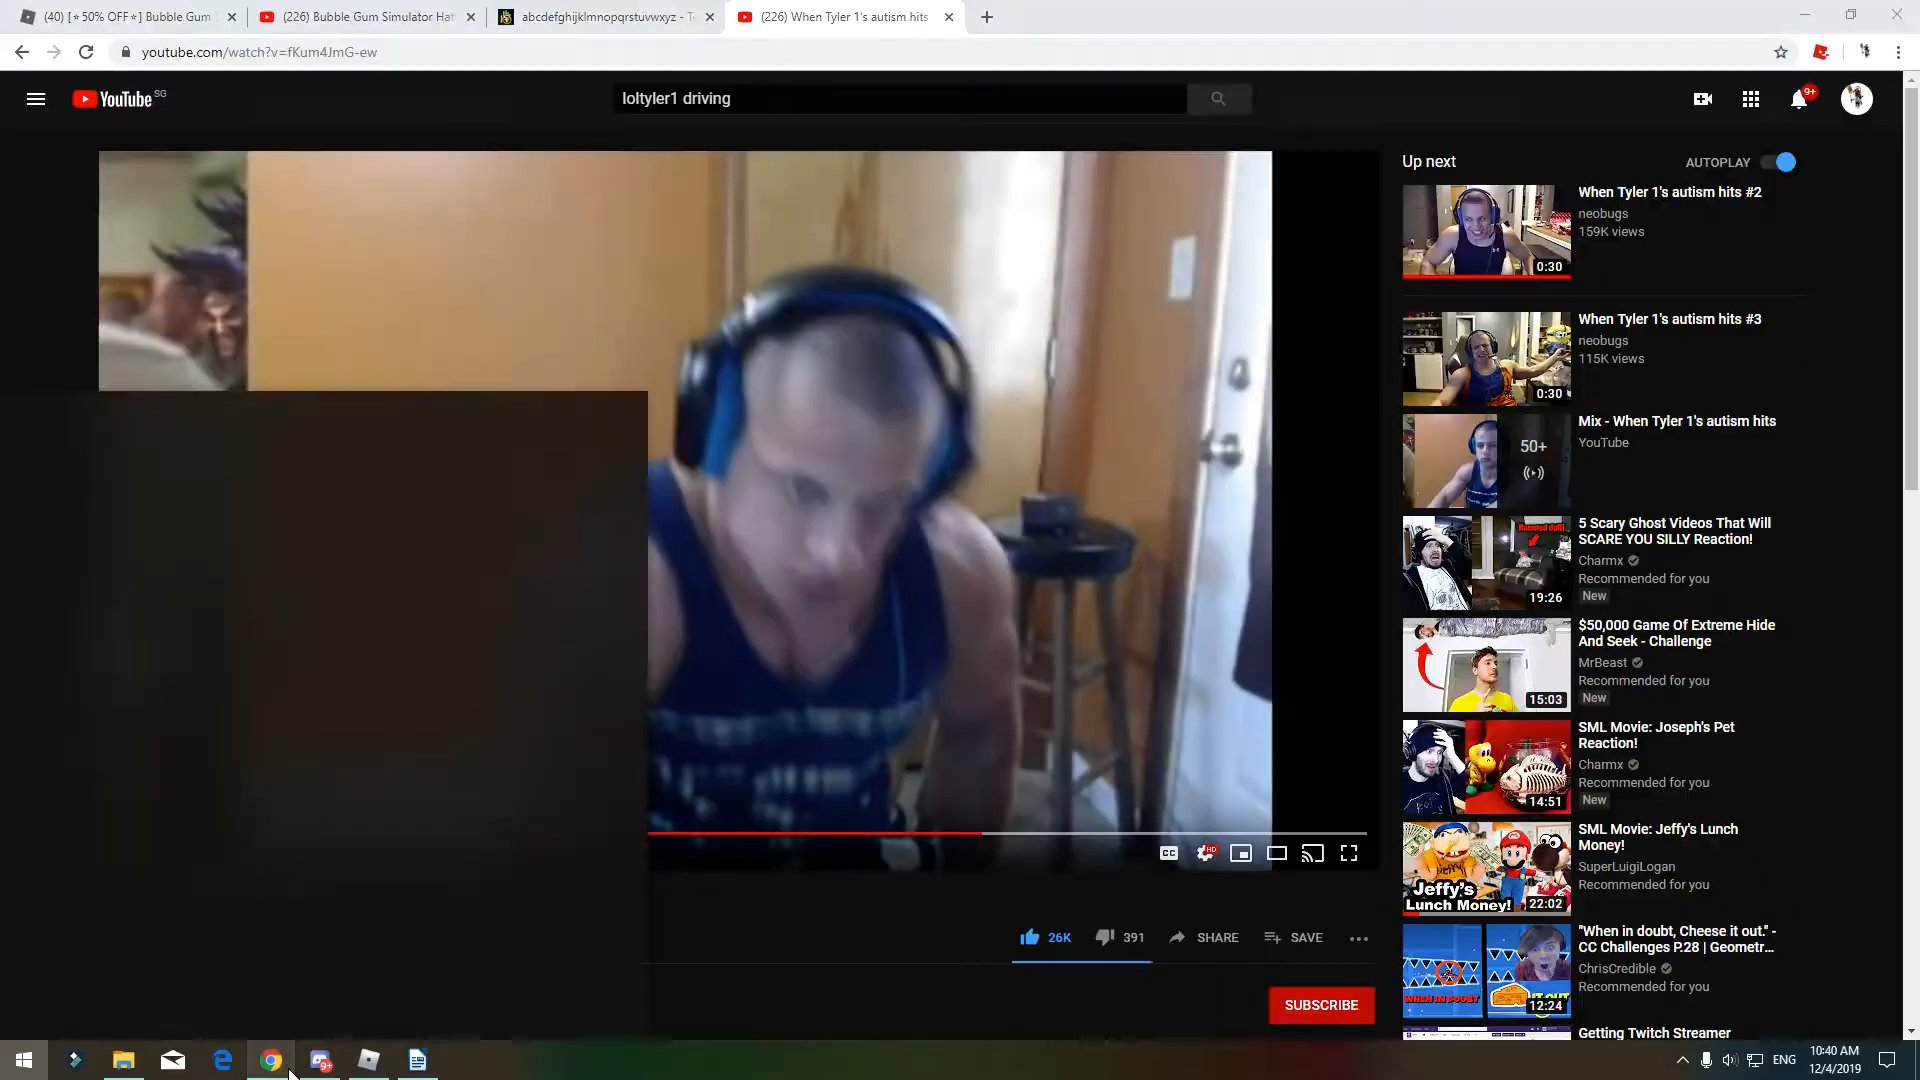 (40) [⭐50% OFF⭐] Bubble Gum S
(226) Bubble Gum Simulator Hat
abcdefghijklmnopqrstuvwxyz - T
(226) When Tyler 1's autism hits
youtube.com/watch?v=fKum4JmG-ew
YouTube SG
loltyler1 driving
9+
Up next
AUTOPLAY
When Tyler 1's autism hits #2
neobugs
159K views
0:30
When Tyler 1's autism hits #3
neobugs
115K views
0:30
Mix - When Tyler 1's autism hits
YouTube
50+
5 Scary Ghost Videos That Will
SCARE YOU SILLY Reaction!
Charmx
Recommended for you
New
19:26
$50,000 Game Of Extreme Hide
And Seek - Challenge
MrBeast
Recommended for you
New
15:03
SML Movie: Joseph's Pet
Reaction!
Charmx
Recommended for you
New
14:51
SML Movie: Jeffy's Lunch
Money!
SuperLuigiLogan
Recommended for you
Jeffy's
Lunch Money!
22:02
"When in doubt, Cheese it out." -
CC Challenges P.28 | Geometr...
ChrisCredible
Recommended for you
WHEN IN DOUBT
12:24
Getting Twitch Streamer
CC
HD
26K
391
SHARE
SAVE
SUBSCRIBE
9+
ENG
10:40 AM
12/4/2019